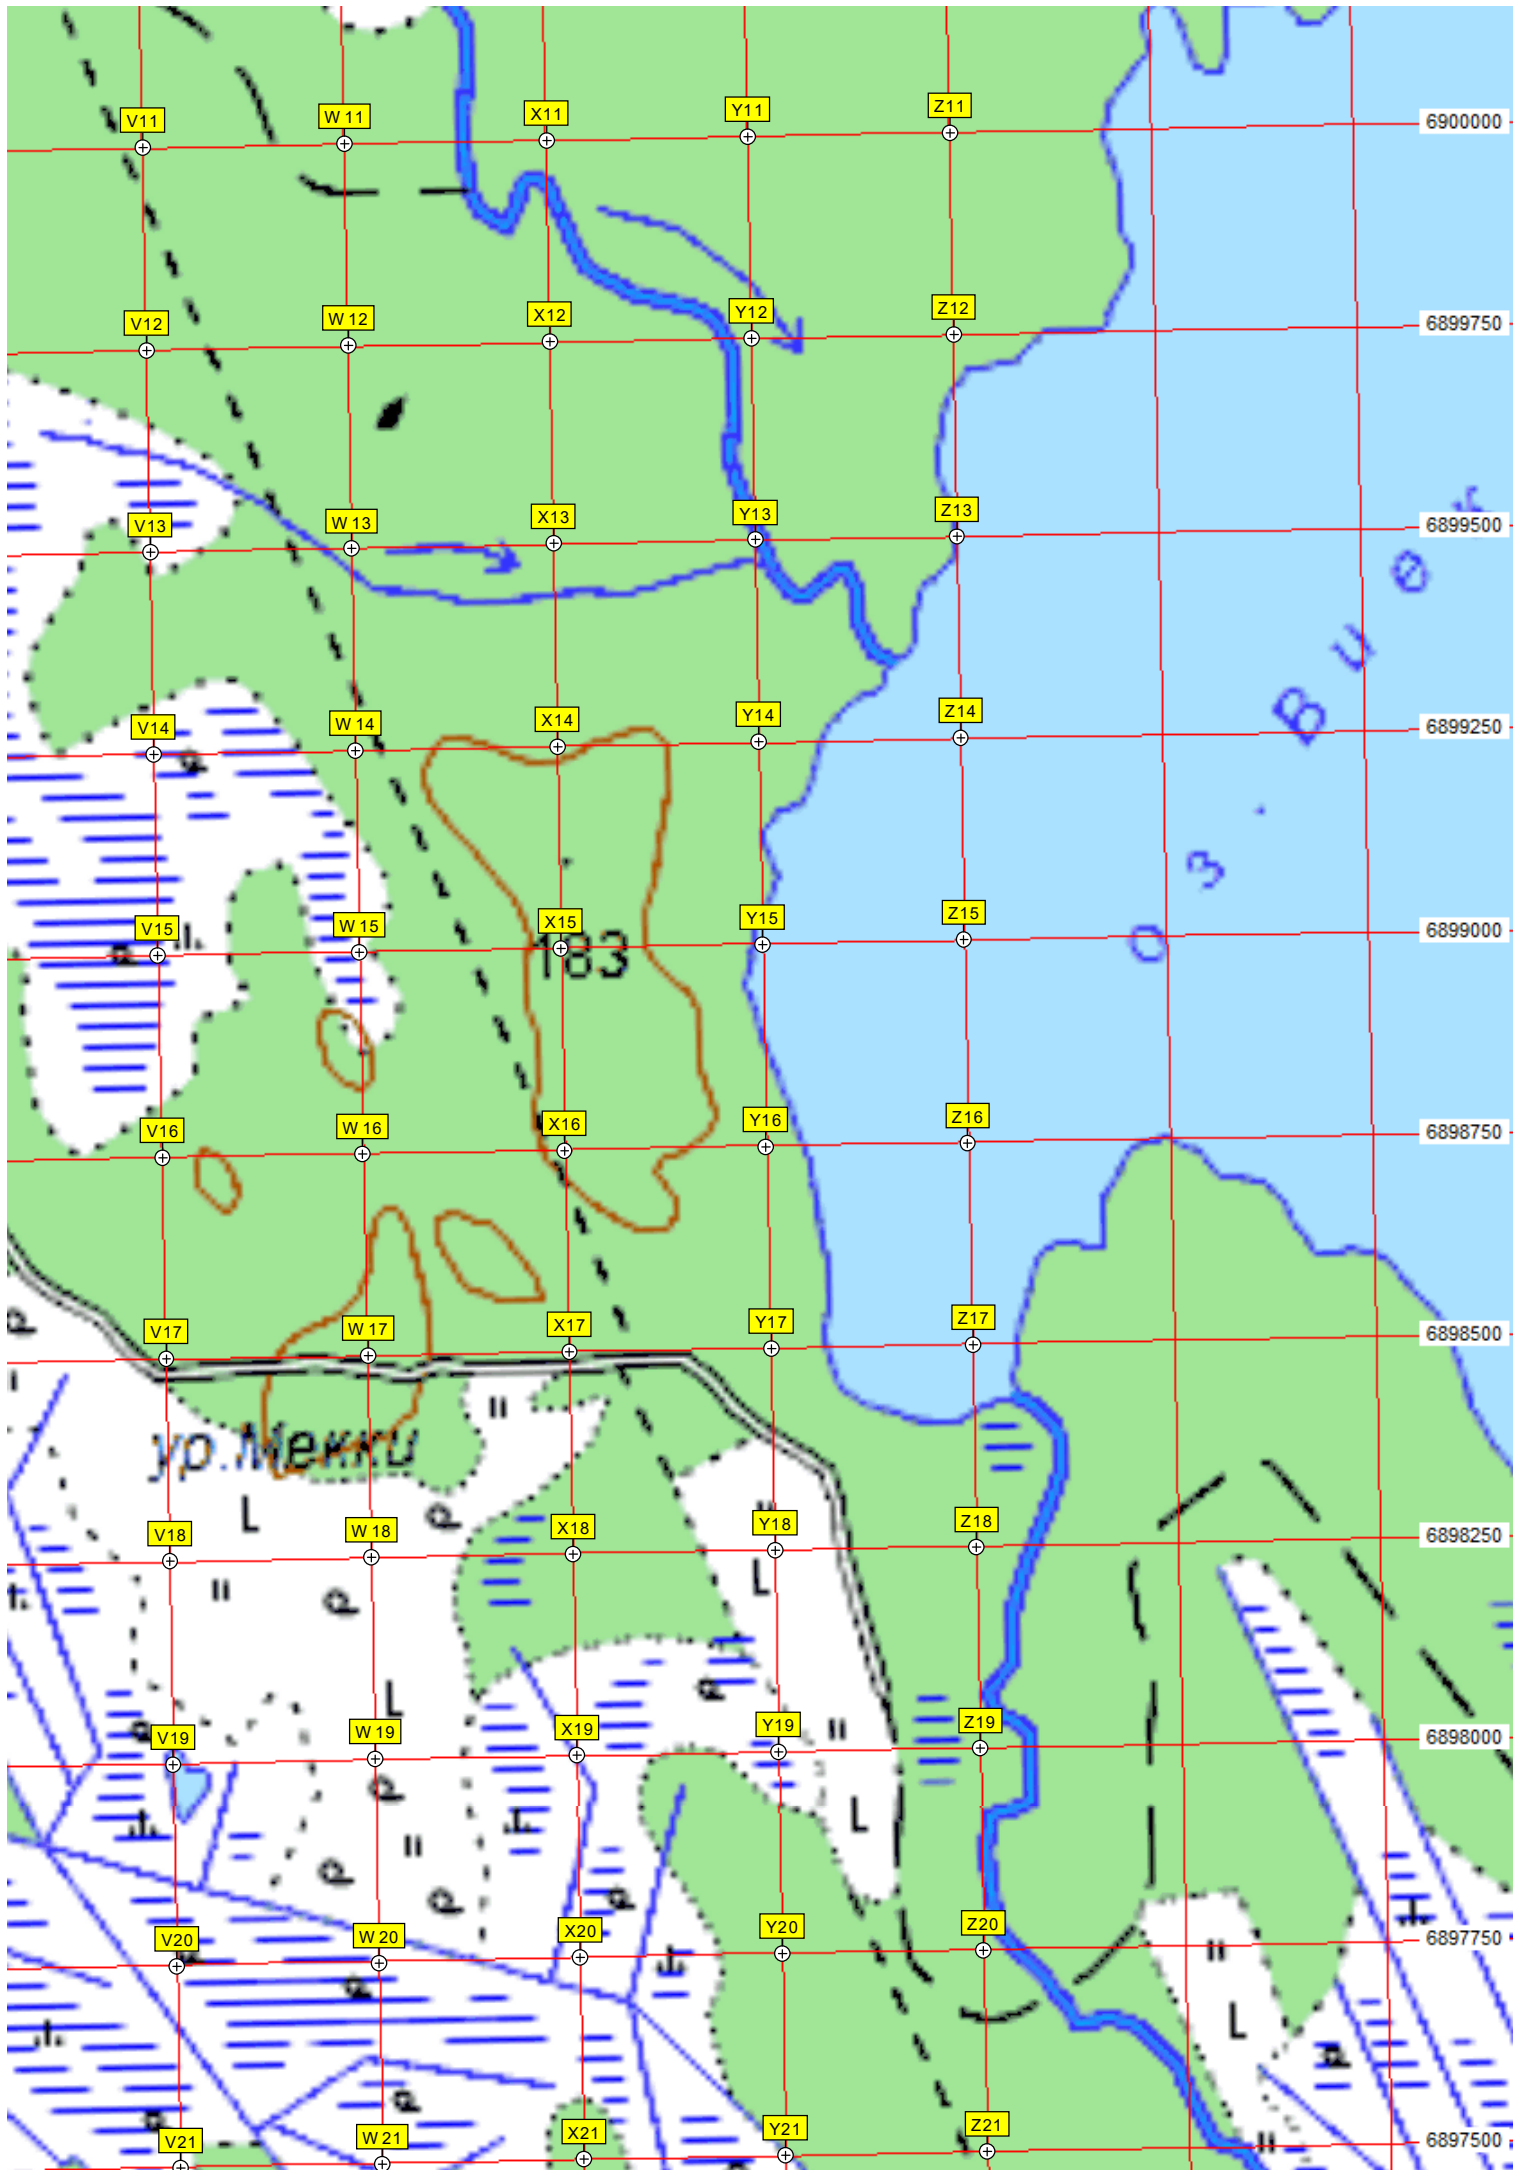 V11 W 11 X11 Y11 Z11 6900000
V12 W 12 X12 Y12 Z12 6899750
V13 W 13 X13 Y13 Z13 6899500
V14 W 14 X14 Y14 Z14 6899250
V15 W 15 X15 Y15 Z15 6899000
183
V16 W 16 X16 Y16 Z16 6898750
V17 W 17 X17 Y17 Z17 6898500
ур.Мекки
V18 W 18 X18 Y18 Z18 6898250
V19 W 19 X19 Y19 Z19 6898000
V20 W 20 X20 Y20 Z20 6897750
V21 W 21 X21 Y21 Z21 6897500